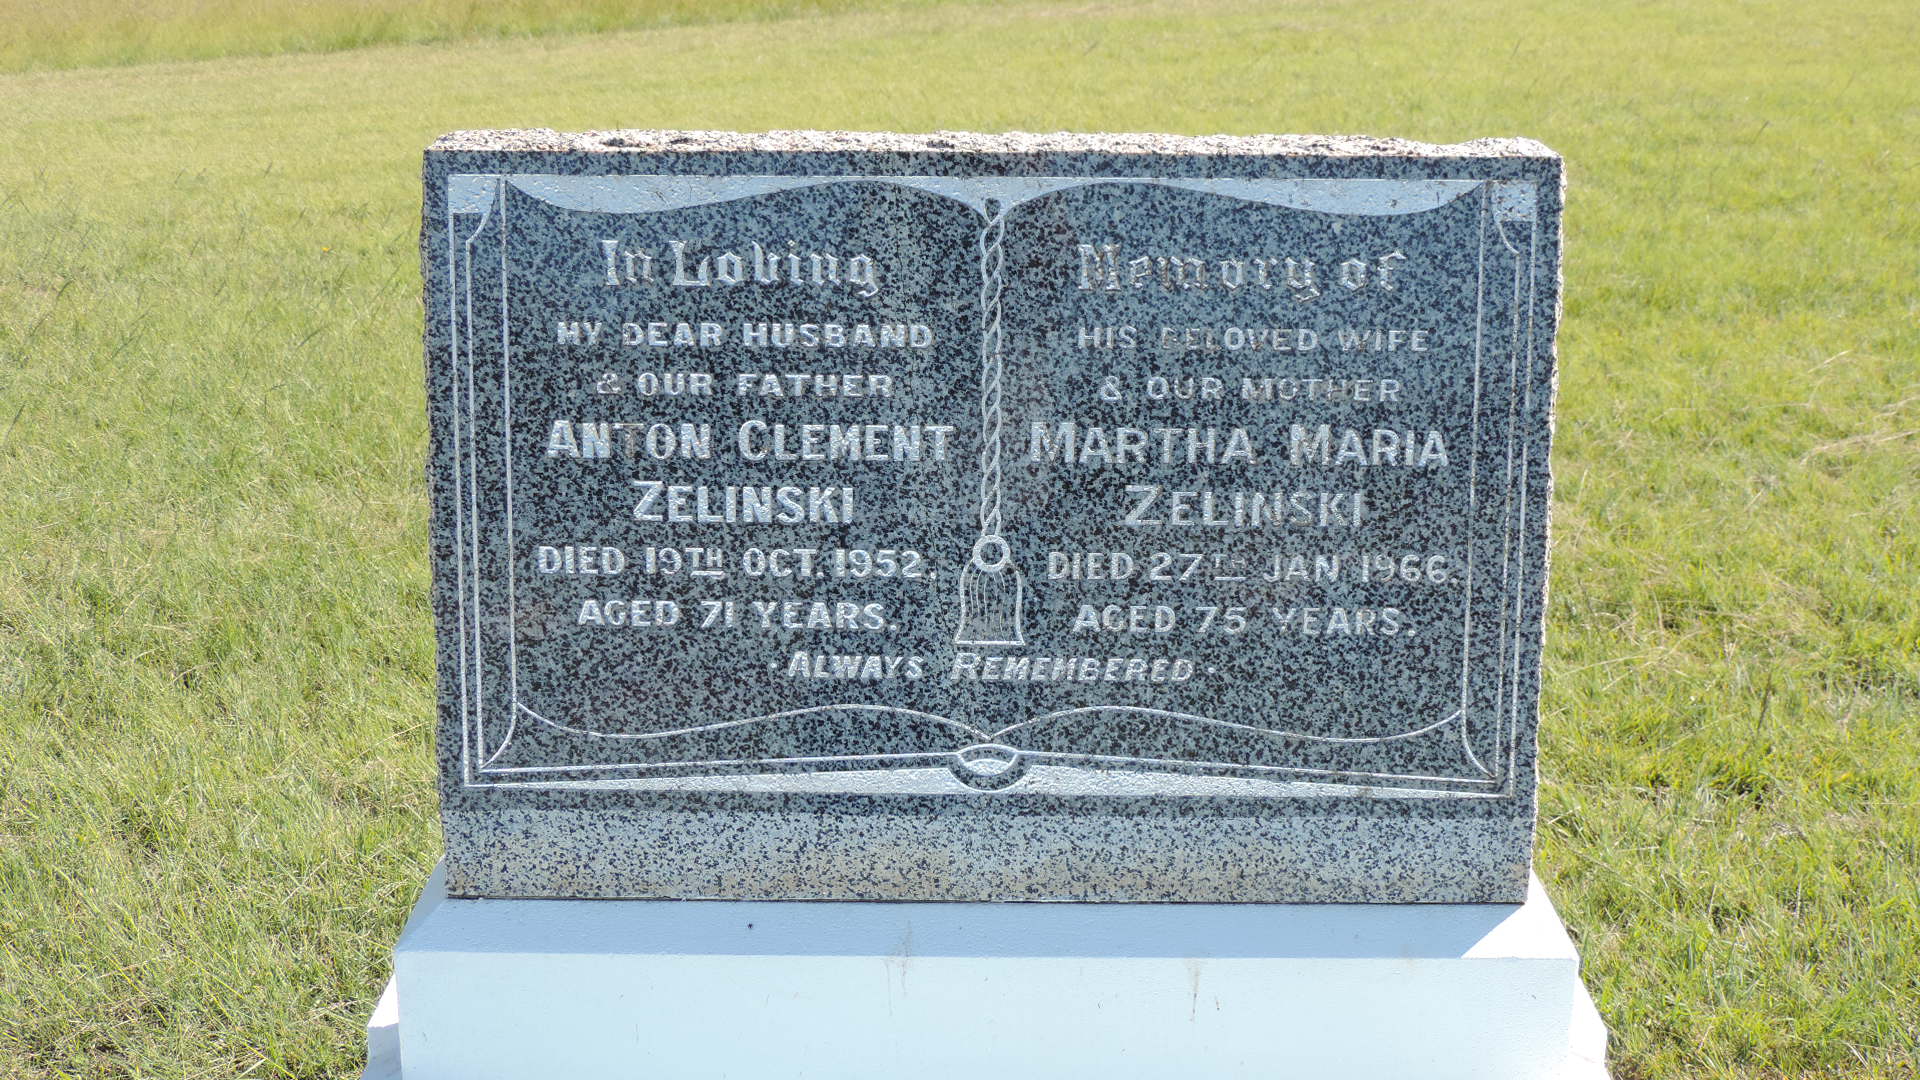 In Loving
MY DEAR HUSBAND
& OUR FATHER
ANTON CLEMENT
ZELINSKI
DIED 19TH OCT. 1952.
AGED 71 YEARS.
Memory of
HIS BELOVED WIFE
& OUR MOTHER
MARTHA MARIA
ZELINSKI
DIED 27TH JAN 1966.
AGED 75 YEARS.
· ALWAYS REMEMBERED ·